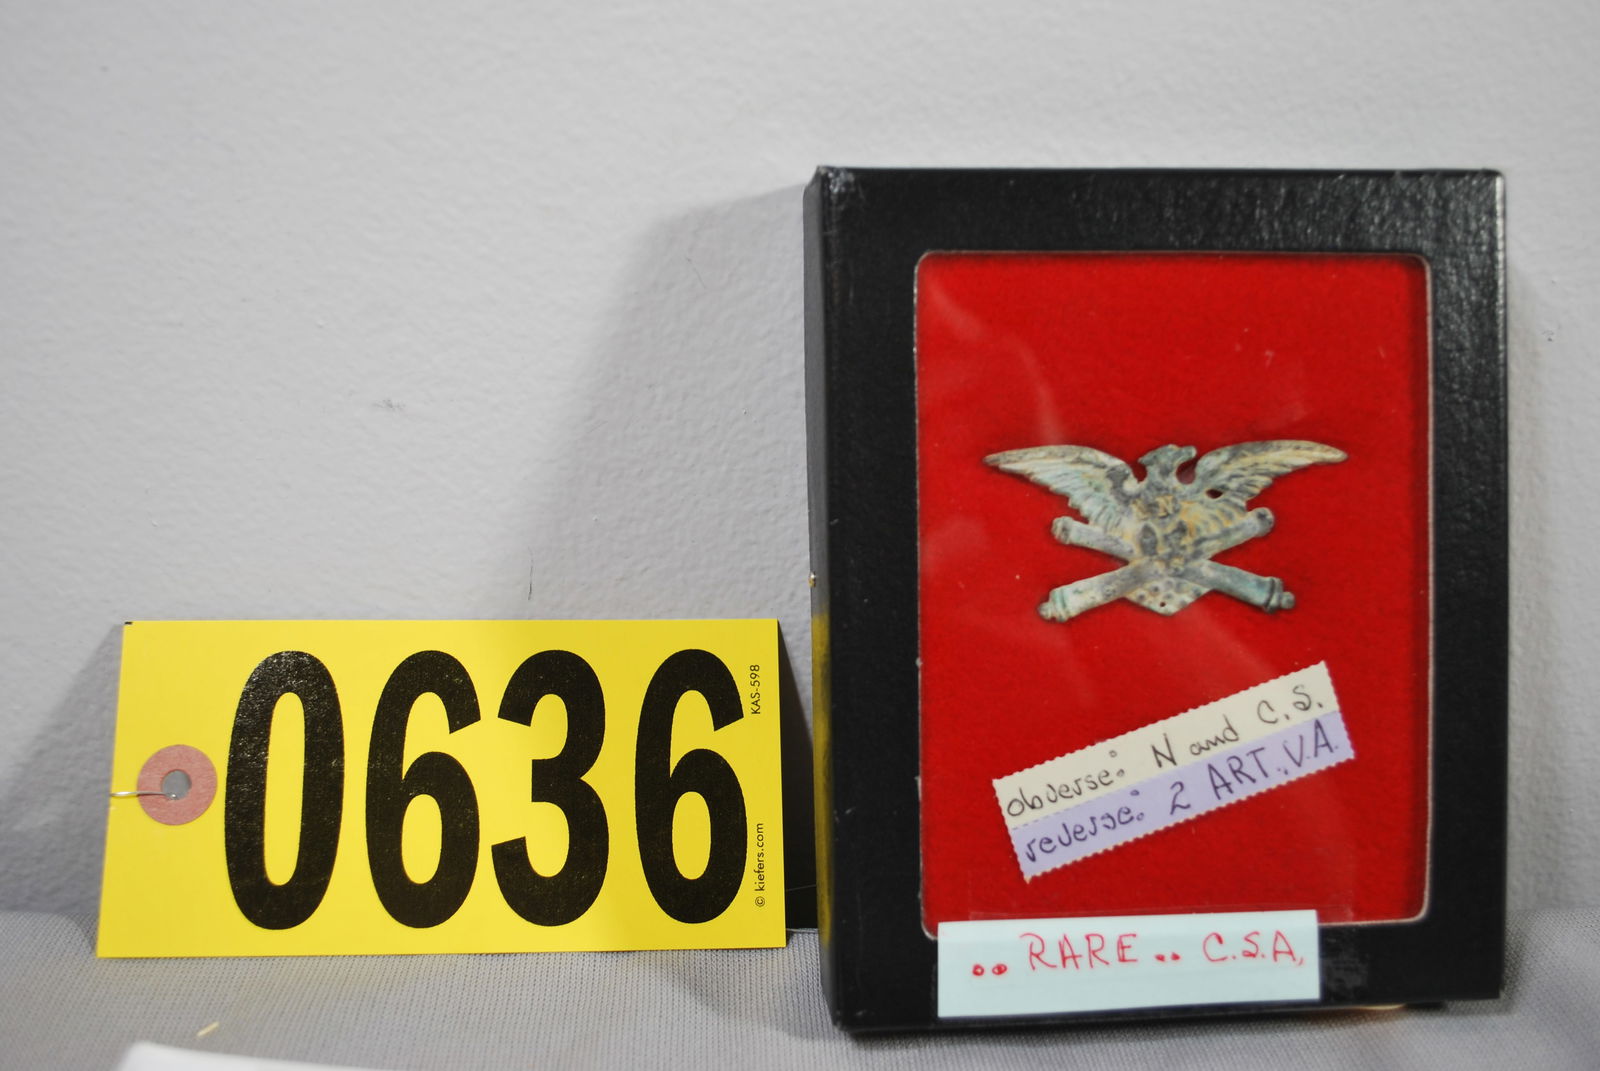 0636
KAS-598
© kiefers.com
N
obverse: N and C.S.
reverse: 2 ART., V.A.
.. RARE .. C.S.A,